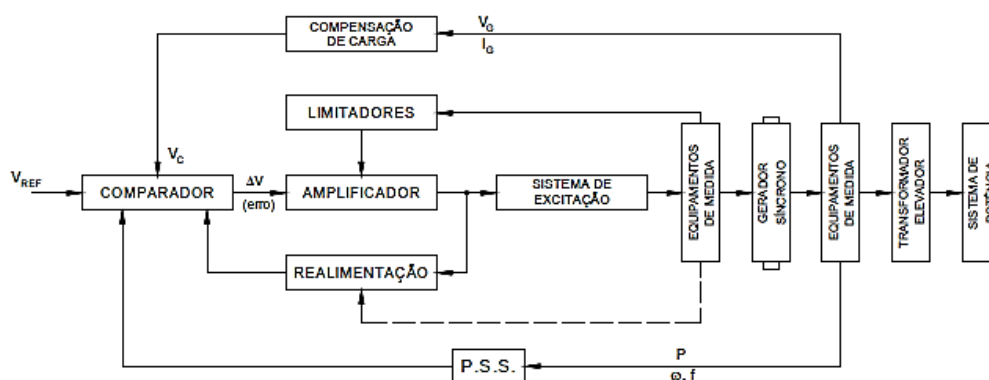 COMPENSAÇÃO
DE CARGA
V_G
I_G
LIMITADORES
V_C
V_REF
COMPARADOR
ΔV
(erro)
AMPLIFICADOR
SISTEMA DE
EXCITAÇÃO
EQUIPAMENTOS
DE MEDIDA
GERADOR
SÍNCRONO
EQUIPAMENTOS
DE MEDIDA
TRANSFORMADOR
ELEVADOR
SISTEMA DE
REALIMENTAÇÃO
P.S.S.
P
ω, f